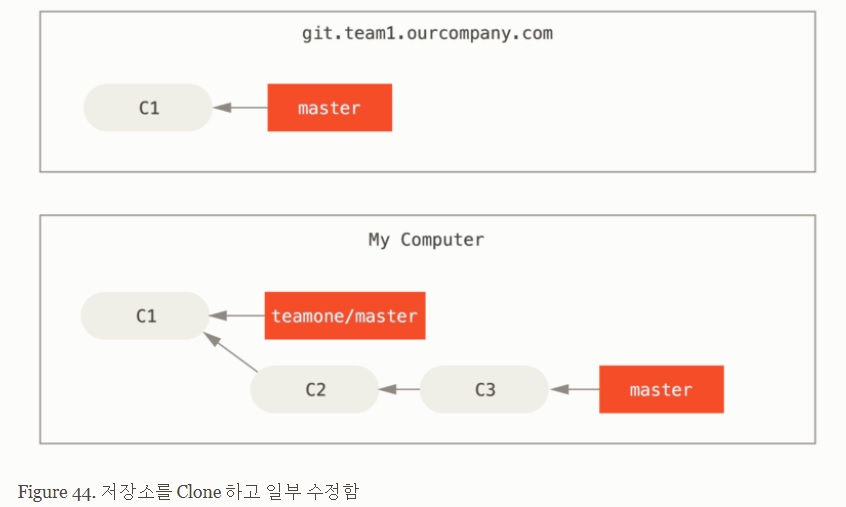 git.team1.ourcompany.com
C1
master
My Computer
C1
teamone/master
C2
C3
master
Figure 44. 저장소를 Clone 하고 일부 수정함